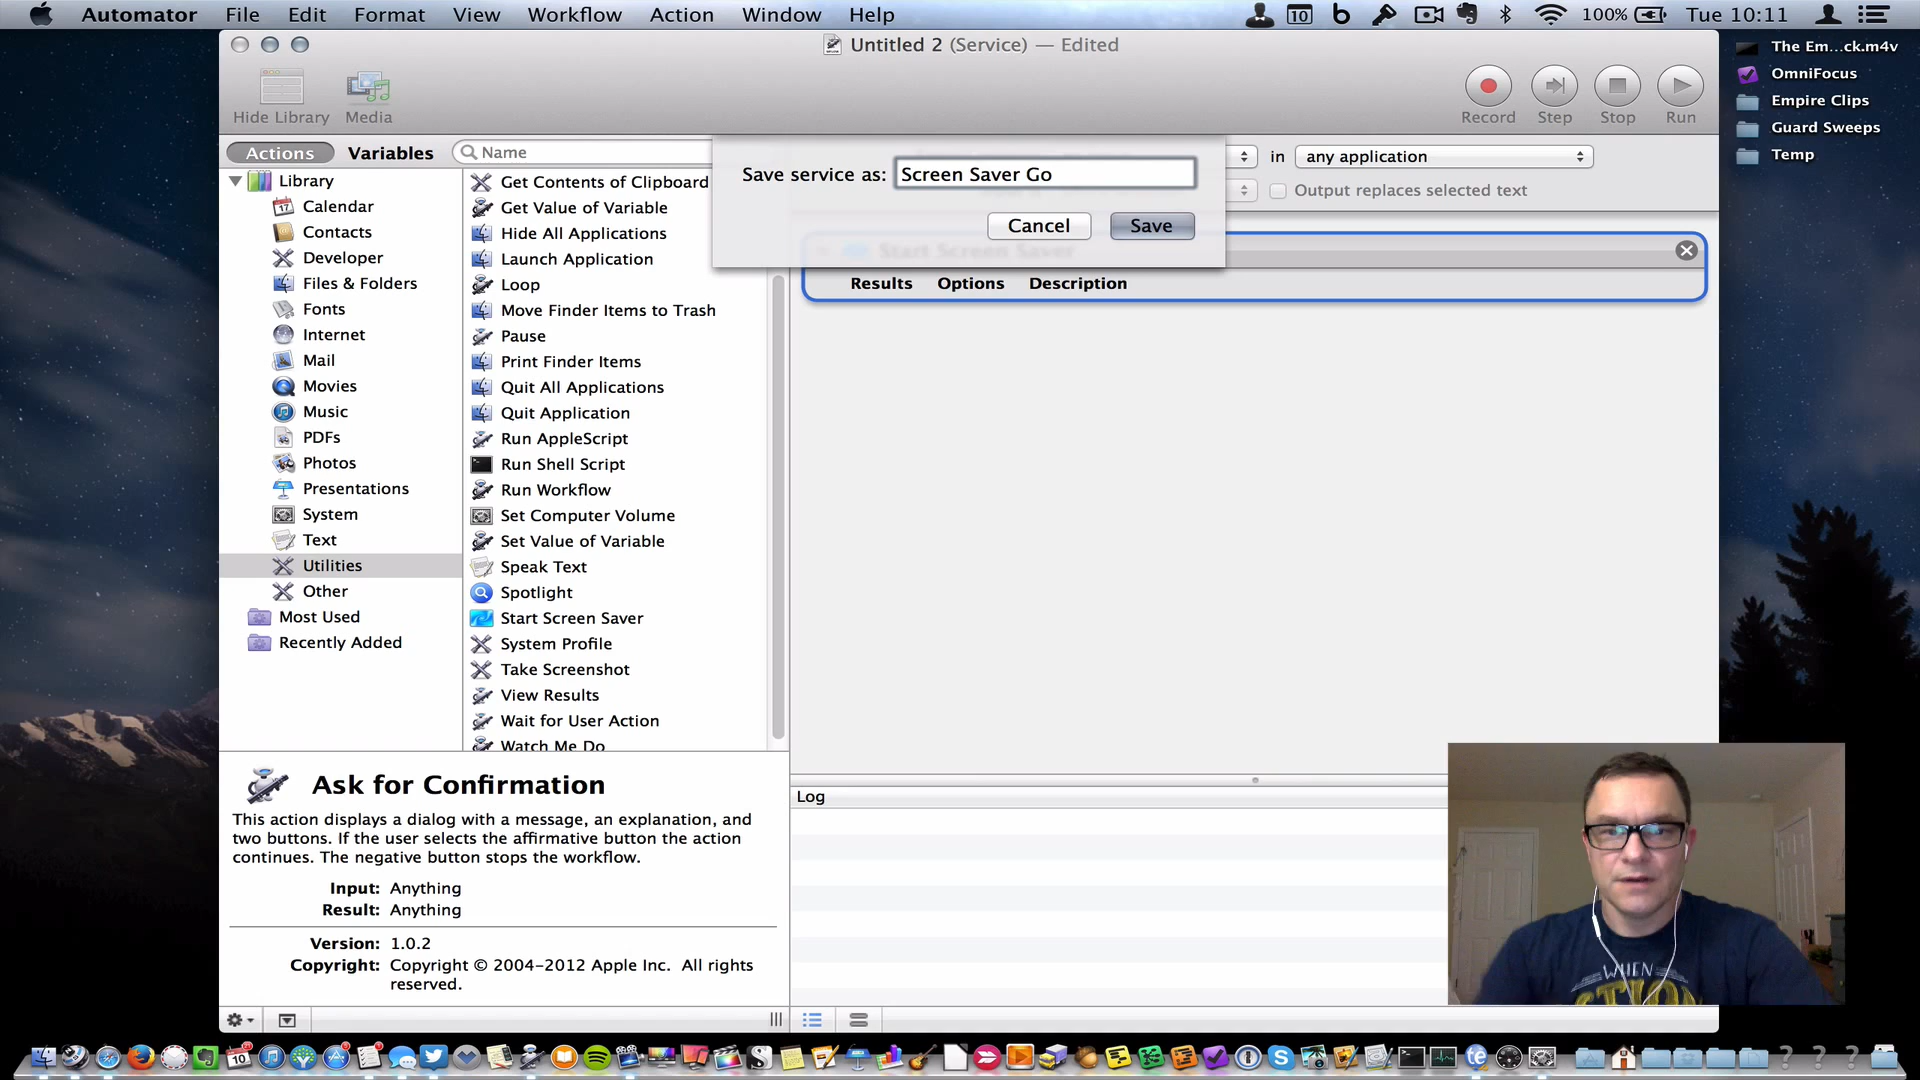 Automator File Edit Format View Workflow Action Window Help
10 100% Tue 10:11
Untitled 2 (Service) — Edited
Hide Library Media
Record Step Stop Run
Actions Variables Name
Library
Calendar
Contacts
Developer
Files & Folders
Fonts
Internet
Mail
Movies
Music
PDFs
Photos
Presentations
System
Text
Utilities
Other
Most Used
Recently Added
Get Contents of Clipboard
Get Value of Variable
Hide All Applications
Launch Application
Loop
Move Finder Items to Trash
Pause
Print Finder Items
Quit All Applications
Quit Application
Run AppleScript
Run Shell Script
Run Workflow
Set Computer Volume
Set Value of Variable
Speak Text
Spotlight
Start Screen Saver
System Profile
Take Screenshot
View Results
Wait for User Action
Watch Me Do
Save service as: Screen Saver Go
Cancel Save
in any application
Output replaces selected text
Start Screen Saver
Results Options Description
Log
Ask for Confirmation
This action displays a dialog with a message, an explanation, and
two buttons. If the user selects the affirmative button the action
continues. The negative button stops the workflow.
Input: Anything
Result: Anything
Version: 1.0.2
Copyright: Copyright © 2004–2012 Apple Inc. All rights
reserved.
The Em...ck.m4v
OmniFocus
Empire Clips
Guard Sweeps
Temp
WHEN